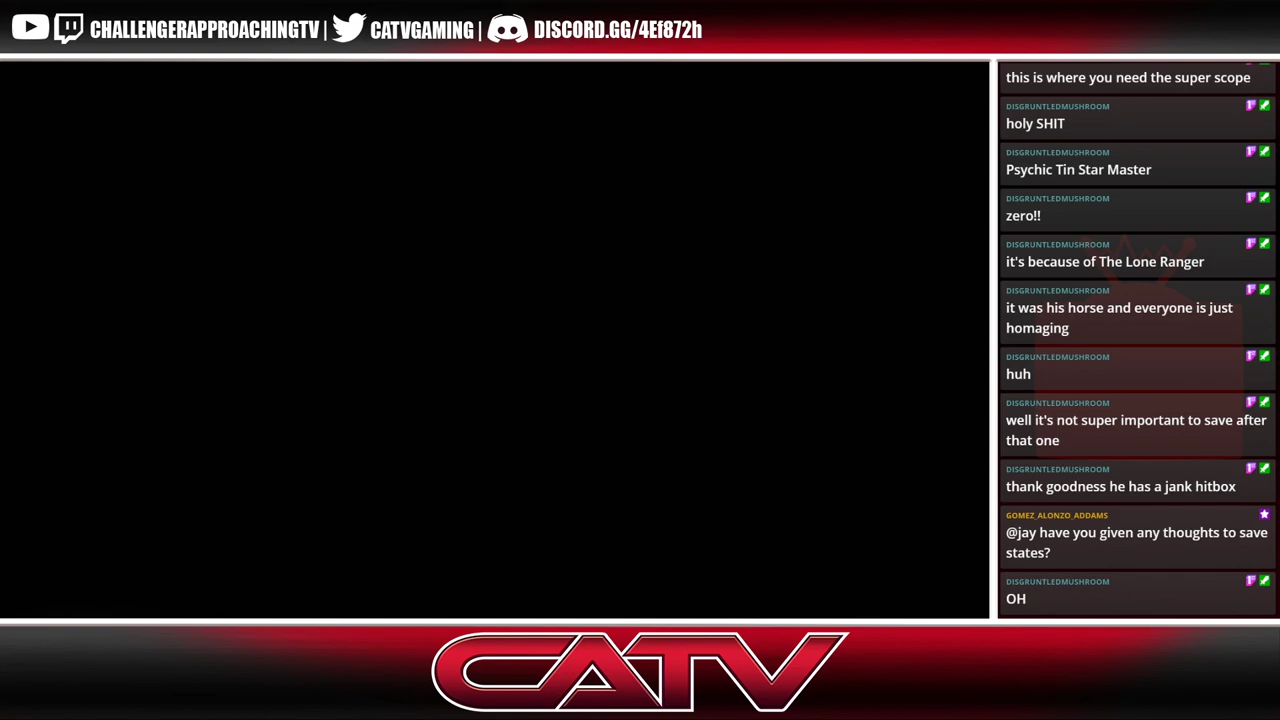 CHALLENGERAPPROACHINGTV | CATVGAMING | DISCORD.GG/4Ef872h
this is where you need the super scope
DISGRUNTLEDMUSHROOM
holy SHIT
DISGRUNTLEDMUSHROOM
Psychic Tin Star Master
DISGRUNTLEDMUSHROOM
zero!!
DISGRUNTLEDMUSHROOM
it's because of The Lone Ranger
DISGRUNTLEDMUSHROOM
it was his horse and everyone is just
homaging
DISGRUNTLEDMUSHROOM
huh
DISGRUNTLEDMUSHROOM
well it's not super important to save after
that one
DISGRUNTLEDMUSHROOM
thank goodness he has a jank hitbox
GOMEZ_ALONZO_ADDAMS
@jay have you given any thoughts to save
states?
DISGRUNTLEDMUSHROOM
OH
CATV